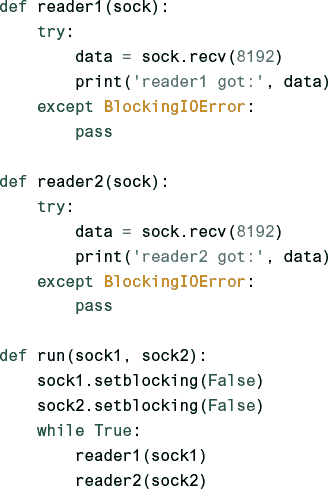 def reader1(sock):
    try:
        data = sock.recv(8192)
        print('reader1 got:', data)
    except BlockingIOError:
        pass

def reader2(sock):
    try:
        data = sock.recv(8192)
        print('reader2 got:', data)
    except BlockingIOError:
        pass

def run(sock1, sock2):
    sock1.setblocking(False)
    sock2.setblocking(False)
    while True:
        reader1(sock1)
        reader2(sock2)